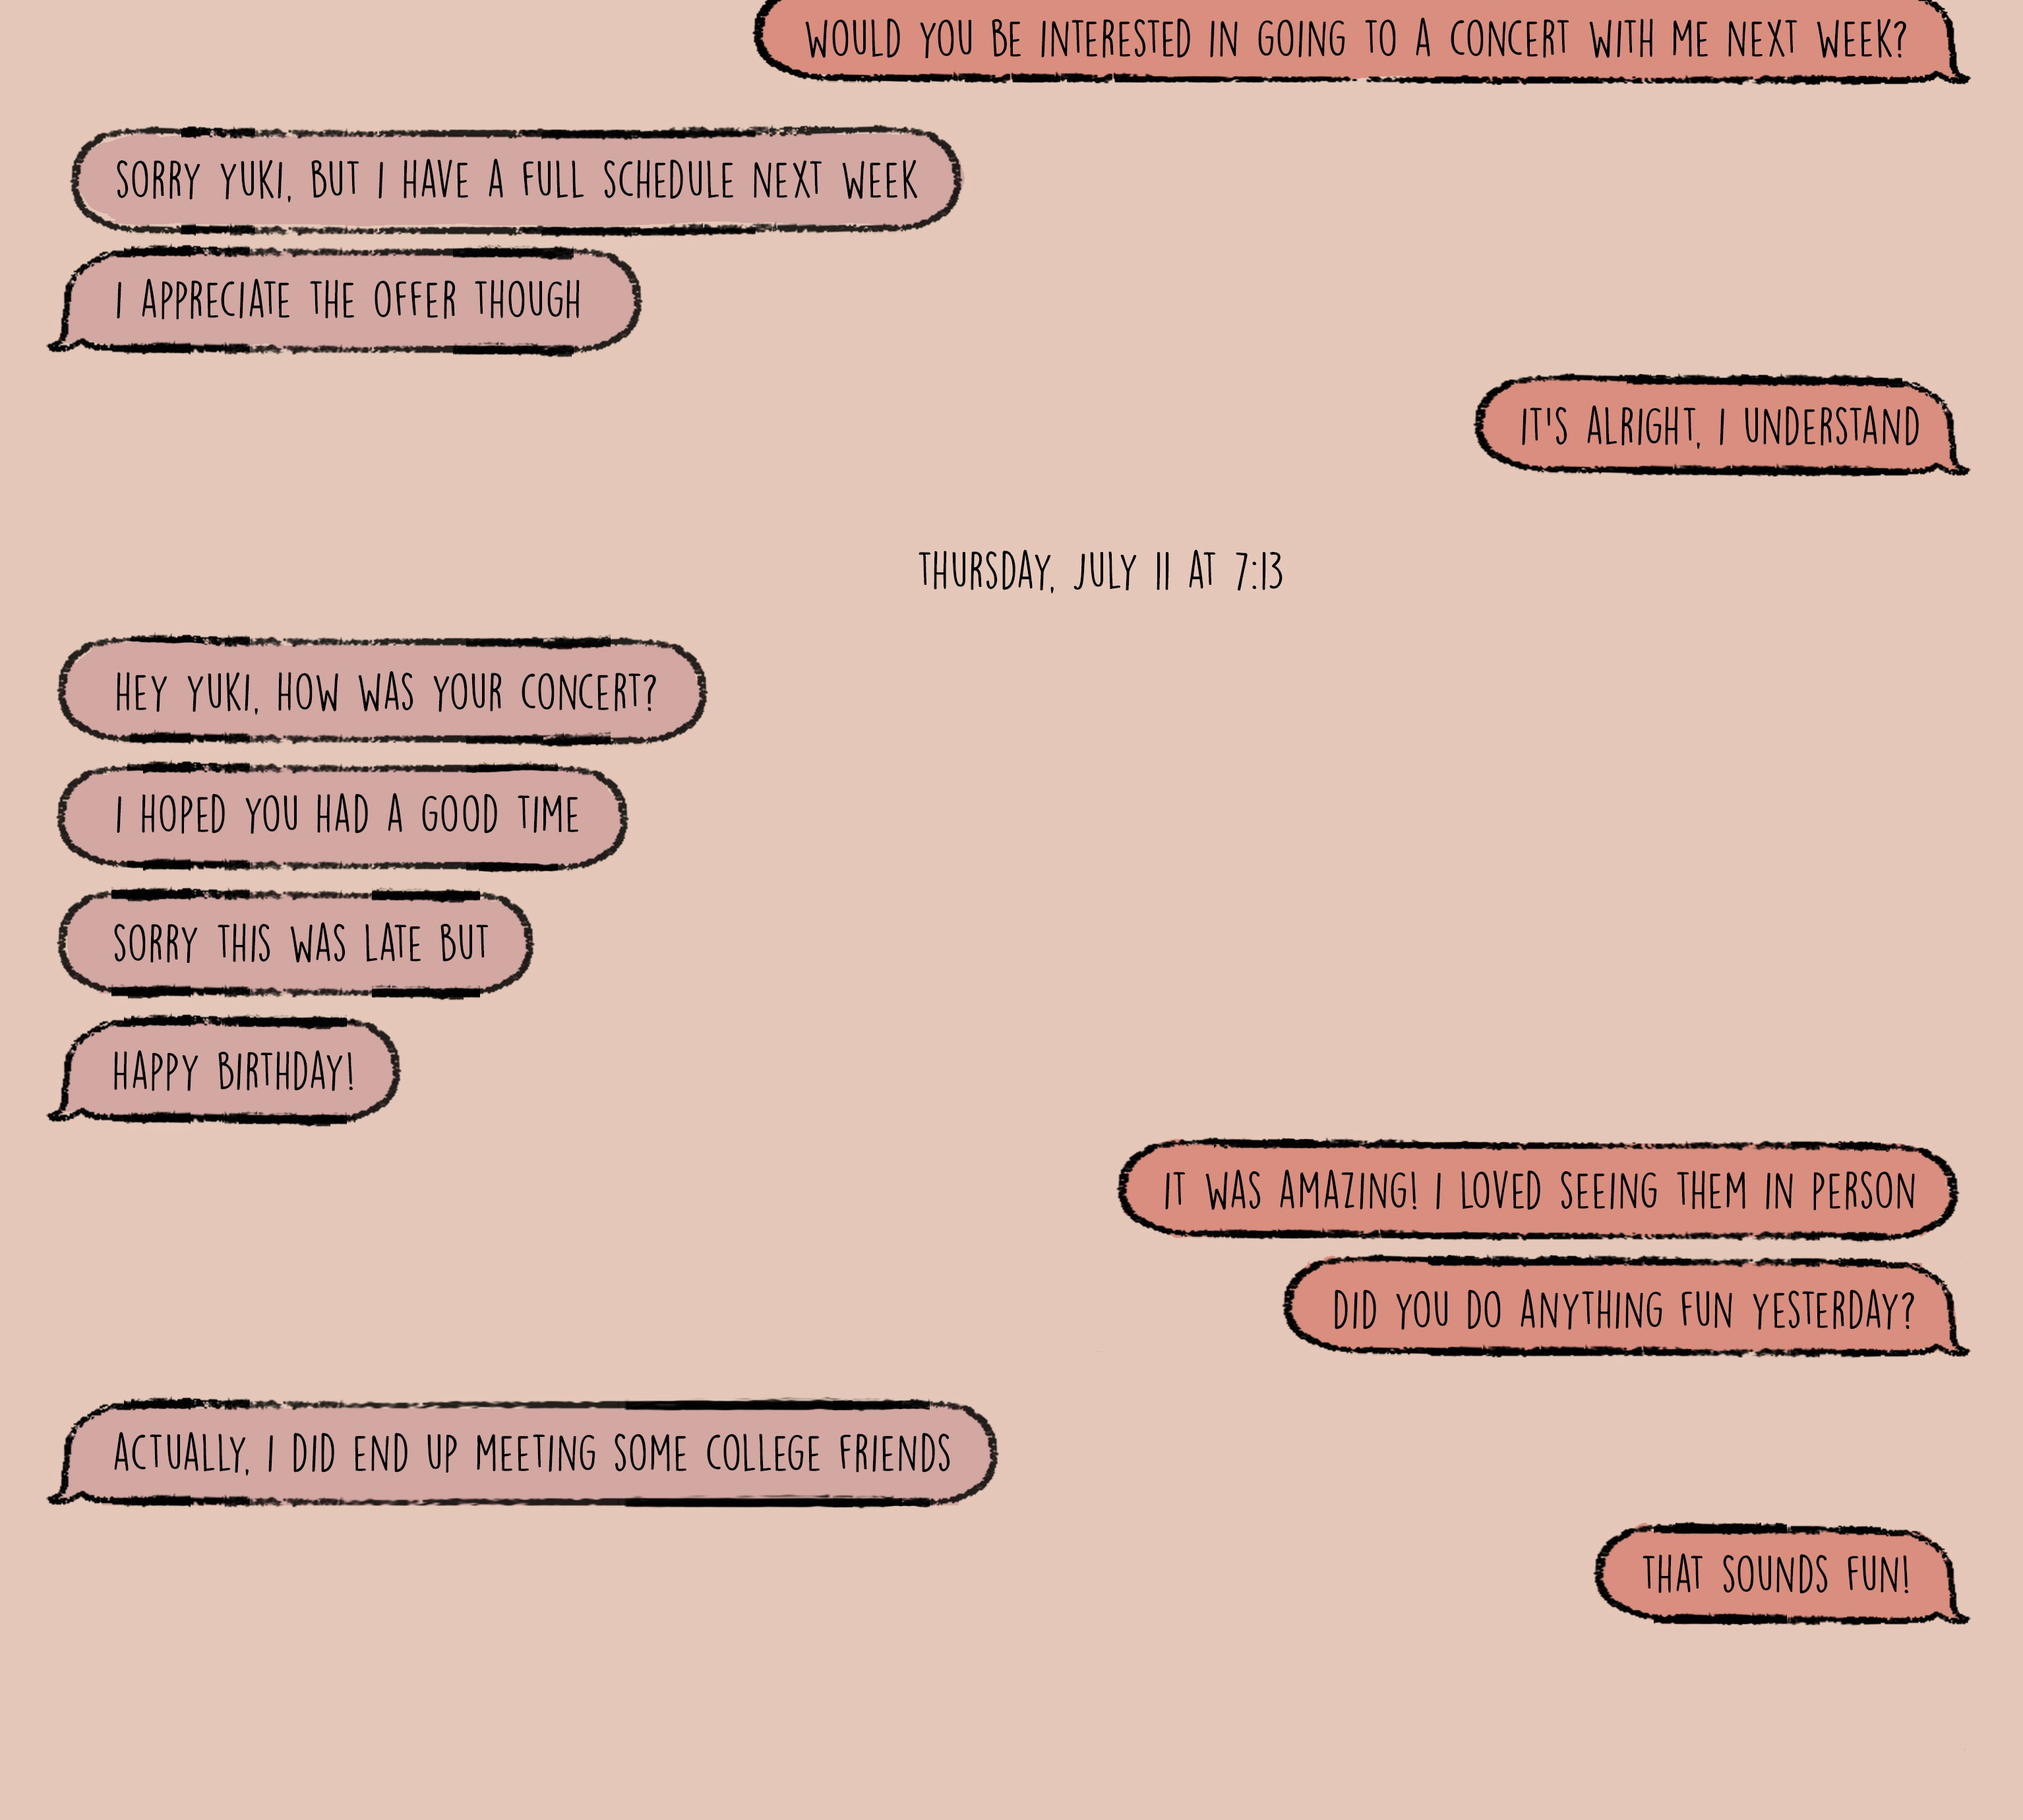 WOULD YOU BE INTERESTED IN GOING TO A CONCERT WITH ME NEXT WEEK?
SORRY YUKI, BUT I HAVE A FULL SCHEDULE NEXT WEEK
I APPRECIATE THE OFFER THOUGH
IT'S ALRIGHT, I UNDERSTAND
THURSDAY, JULY 11 AT 7:13
HEY YUKI, HOW WAS YOUR CONCERT?
I HOPED YOU HAD A GOOD TIME
SORRY THIS WAS LATE BUT
HAPPY BIRTHDAY!
IT WAS AMAZING! I LOVED SEEING THEM IN PERSON
DID YOU DO ANYTHING FUN YESTERDAY?
ACTUALLY, I DID END UP MEETING SOME COLLEGE FRIENDS
THAT SOUNDS FUN!